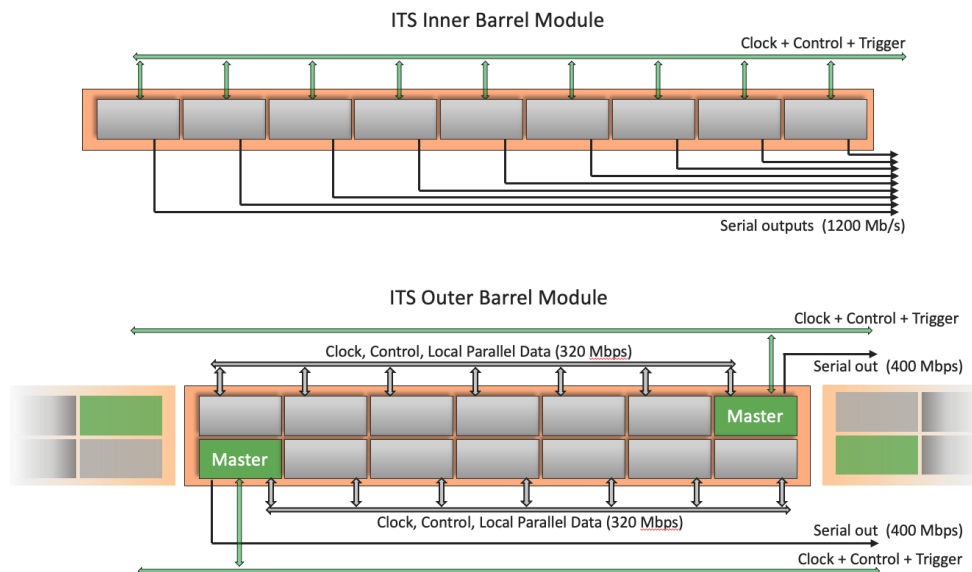 ITS Inner Barrel Module
Clock + Control + Trigger
Serial outputs (1200 Mb/s)
ITS Outer Barrel Module
Clock + Control + Trigger
Clock, Control, Local Parallel Data (320 Mbps)
Serial out (400 Mbps)
Master
Master
Clock, Control, Local Parallel Data (320 Mbps)
Serial out (400 Mbps)
Clock + Control + Trigger